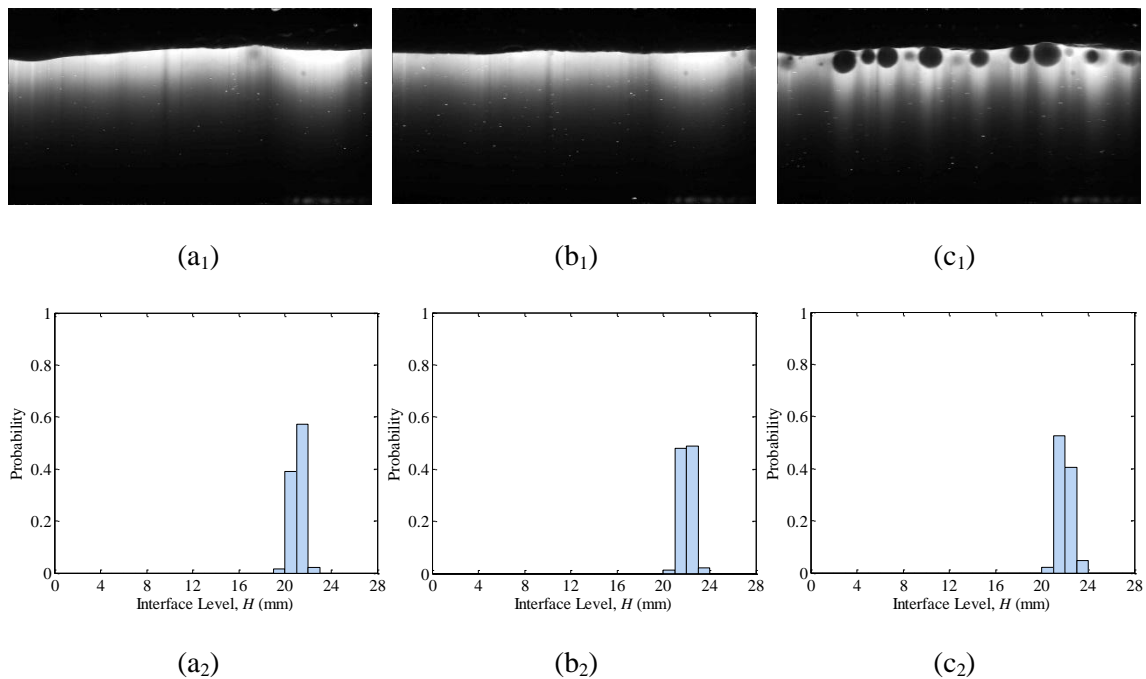 (a₁)
(b₁)
(c₁)
1
0.8
0.6
0.4
0.2
0
Probability
0 4 8 12 16 20 24 28
Interface Level, H (mm)
1
0.8
0.6
0.4
0.2
0
Probability
0 4 8 12 16 20 24 28
Interface Level, H (mm)
1
0.8
0.6
0.4
0.2
0
Probability
0 4 8 12 16 20 24 28
Interface Level, H (mm)
(a₂)
(b₂)
(c₂)